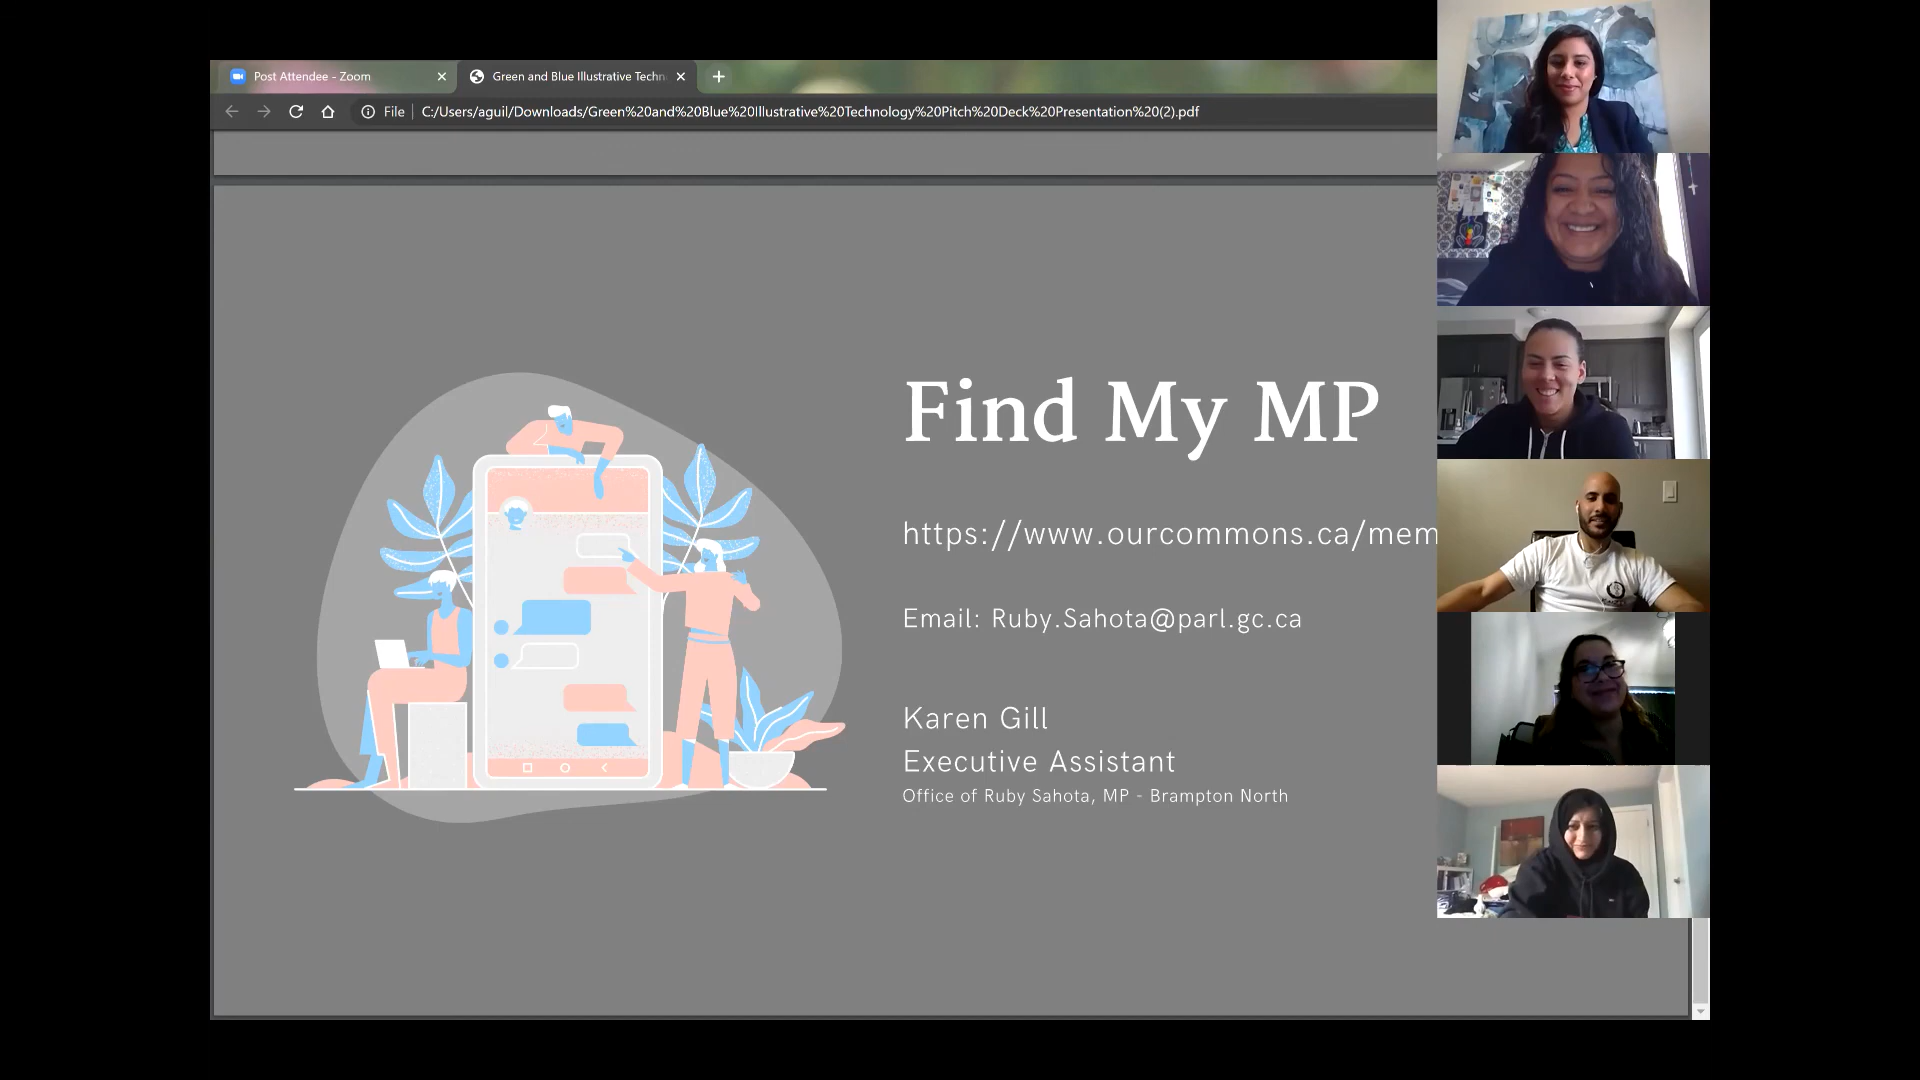 Post Attendee - Zoom
Green and Blue Illustrative Techn
File
C:/Users/aguil/Downloads/Green%20and%20Blue%20Illustrative%20Technology%20Pitch%20Deck%20Presentation%20(2).pdf
Find My MP
https://www.ourcommons.ca/mem
Email: Ruby.Sahota@parl.gc.ca
Karen Gill
Executive Assistant
Office of Ruby Sahota, MP - Brampton North